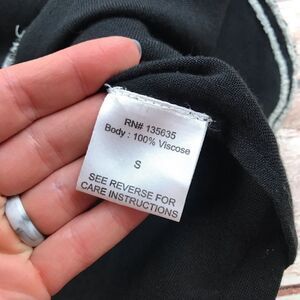 RN# 135635
Body : 100% Viscose
S
SEE REVERSE FOR
CARE INSTRUCTIONS